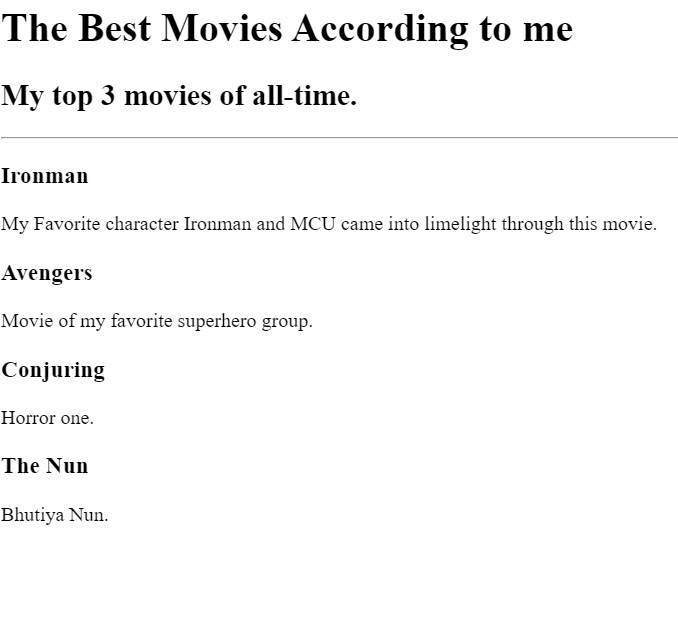 The Best Movies According to me
My top 3 movies of all-time.
Ironman
My Favorite character Ironman and MCU came into limelight through this movie.
Avengers
Movie of my favorite superhero group.
Conjuring
Horror one.
The Nun
Bhutiya Nun.